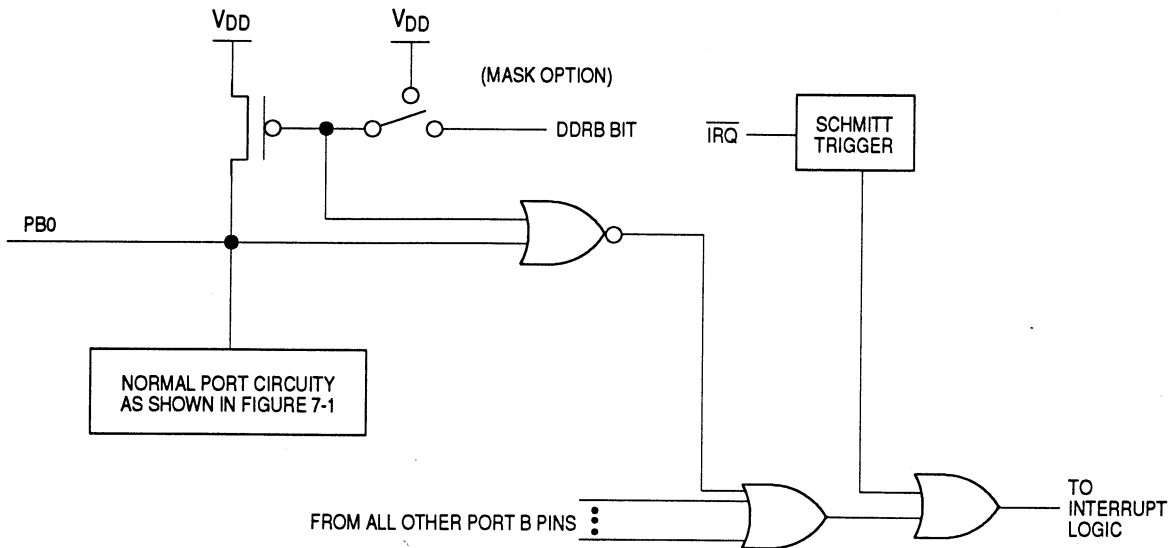 VDD
VDD
(MASK OPTION)
DDRB BIT
IRQ
SCHMITT
TRIGGER
PB0
NORMAL PORT CIRCUITY
AS SHOWN IN FIGURE 7-1
FROM ALL OTHER PORT B PINS
TO
INTERRUPT
LOGIC